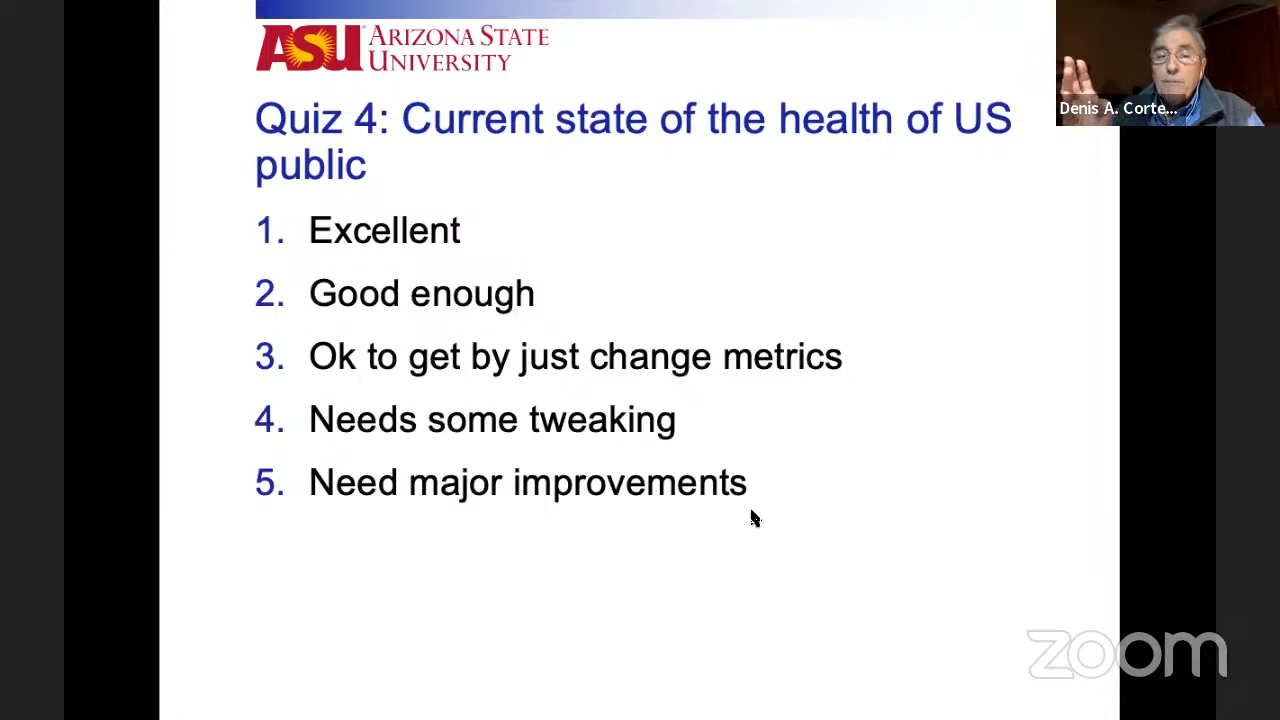 ASU ARIZONA STATE
UNIVERSITY
Denis A. Corte...
Quiz 4: Current state of the health of US
public
1. Excellent
2. Good enough
3. Ok to get by just change metrics
4. Needs some tweaking
5. Need major improvements
zoom